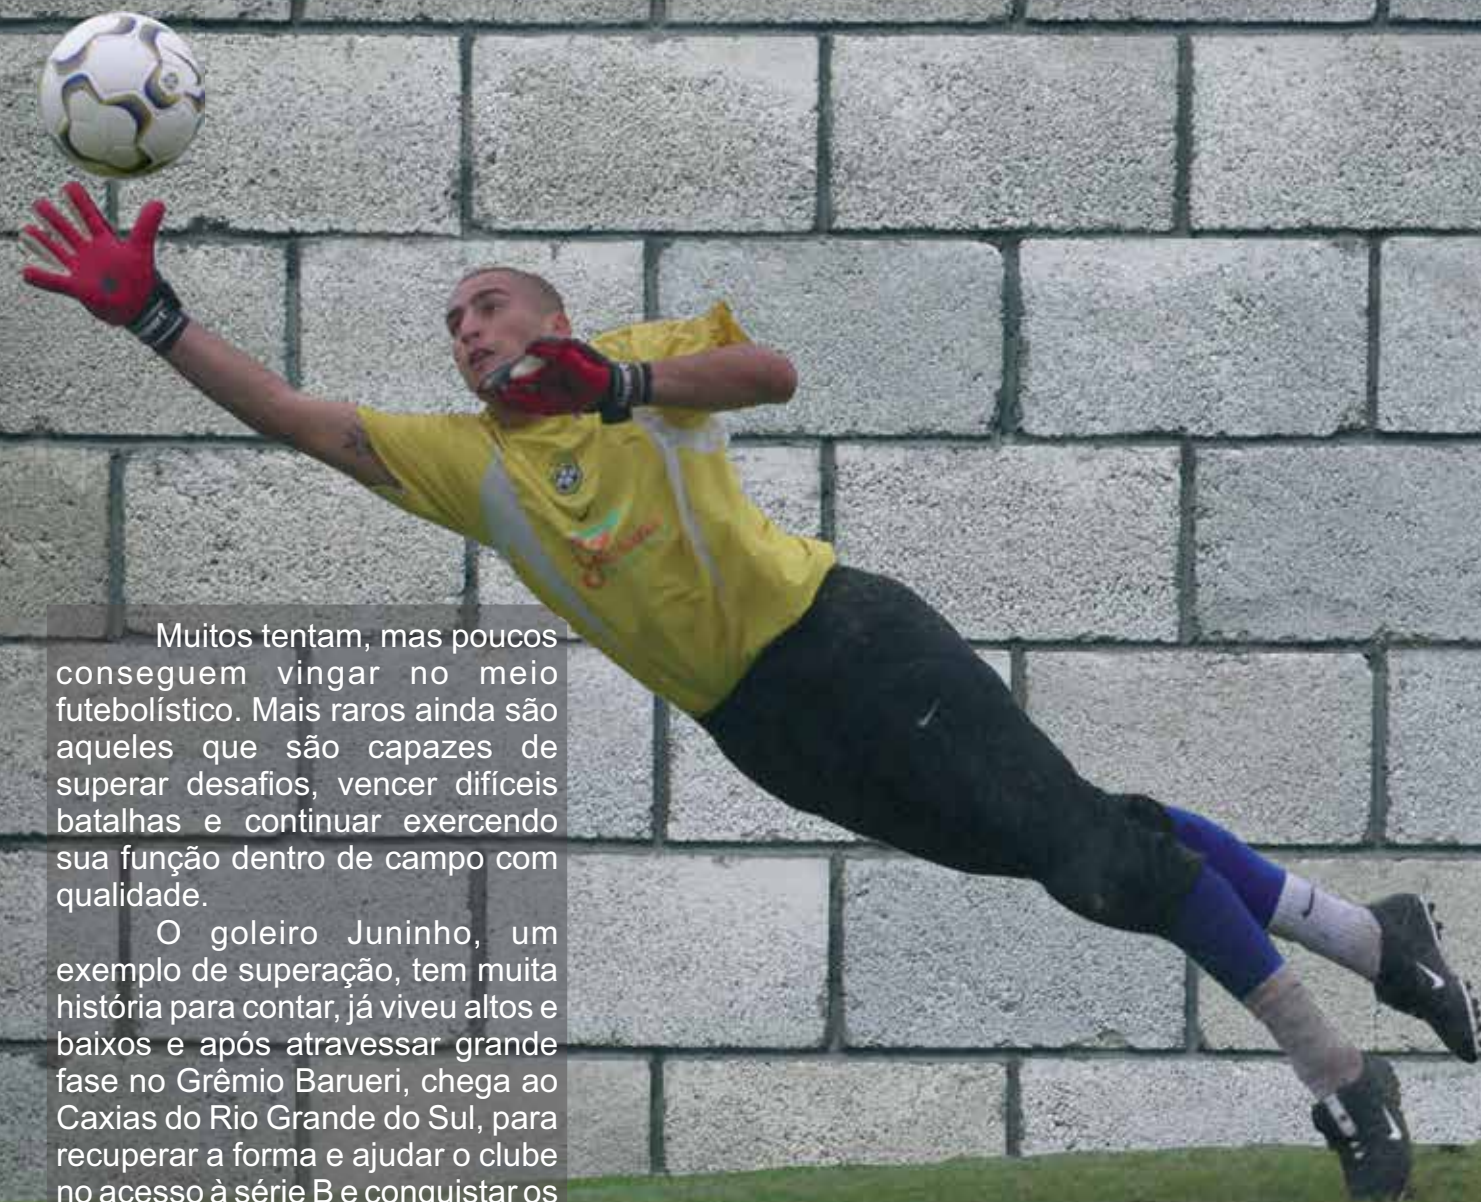 Muitos tentam, mas poucos
conseguem vingar no meio
futebolístico. Mais raros ainda são
aqueles que são capazes de
superar desafios, vencer difíceis
batalhas e continuar exercendo
sua função dentro de campo com
qualidade.
O goleiro Juninho, um
exemplo de superação, tem muita
história para contar, já viveu altos e
baixos e após atravessar grande
fase no Grêmio Barueri, chega ao
Caxias do Rio Grande do Sul, para
recuperar a forma e ajudar o clube
no acesso à série B e conquistar os